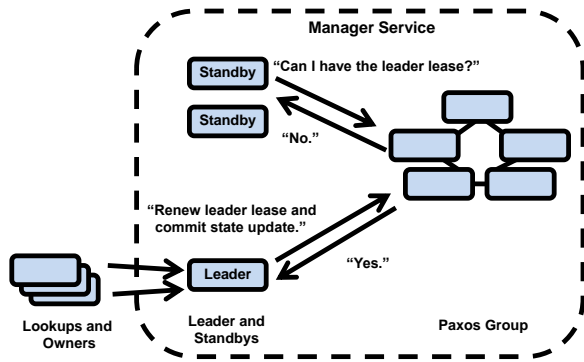 Manager Service
Standby
“Can I have the leader lease?”
Standby
“No.”
“Renew leader lease and
commit state update.”
Leader
“Yes.”
Lookups and
Owners
Leader and
Standbys
Paxos Group